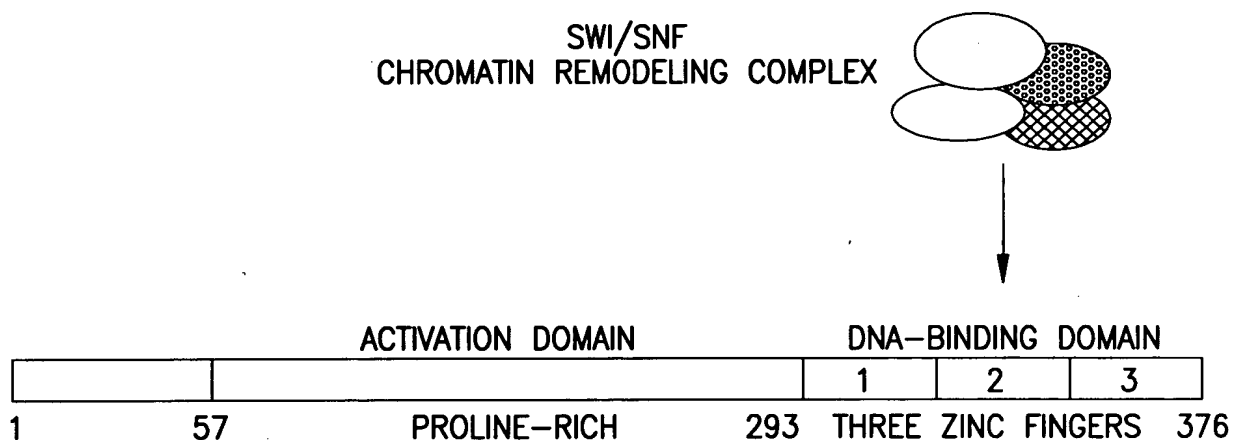 SWI/SNF
CHROMATIN REMODELING COMPLEX
ACTIVATION DOMAIN DNA-BINDING DOMAIN
1 2 3
1 57 PROLINE-RICH 293 THREE ZINC FINGERS 376